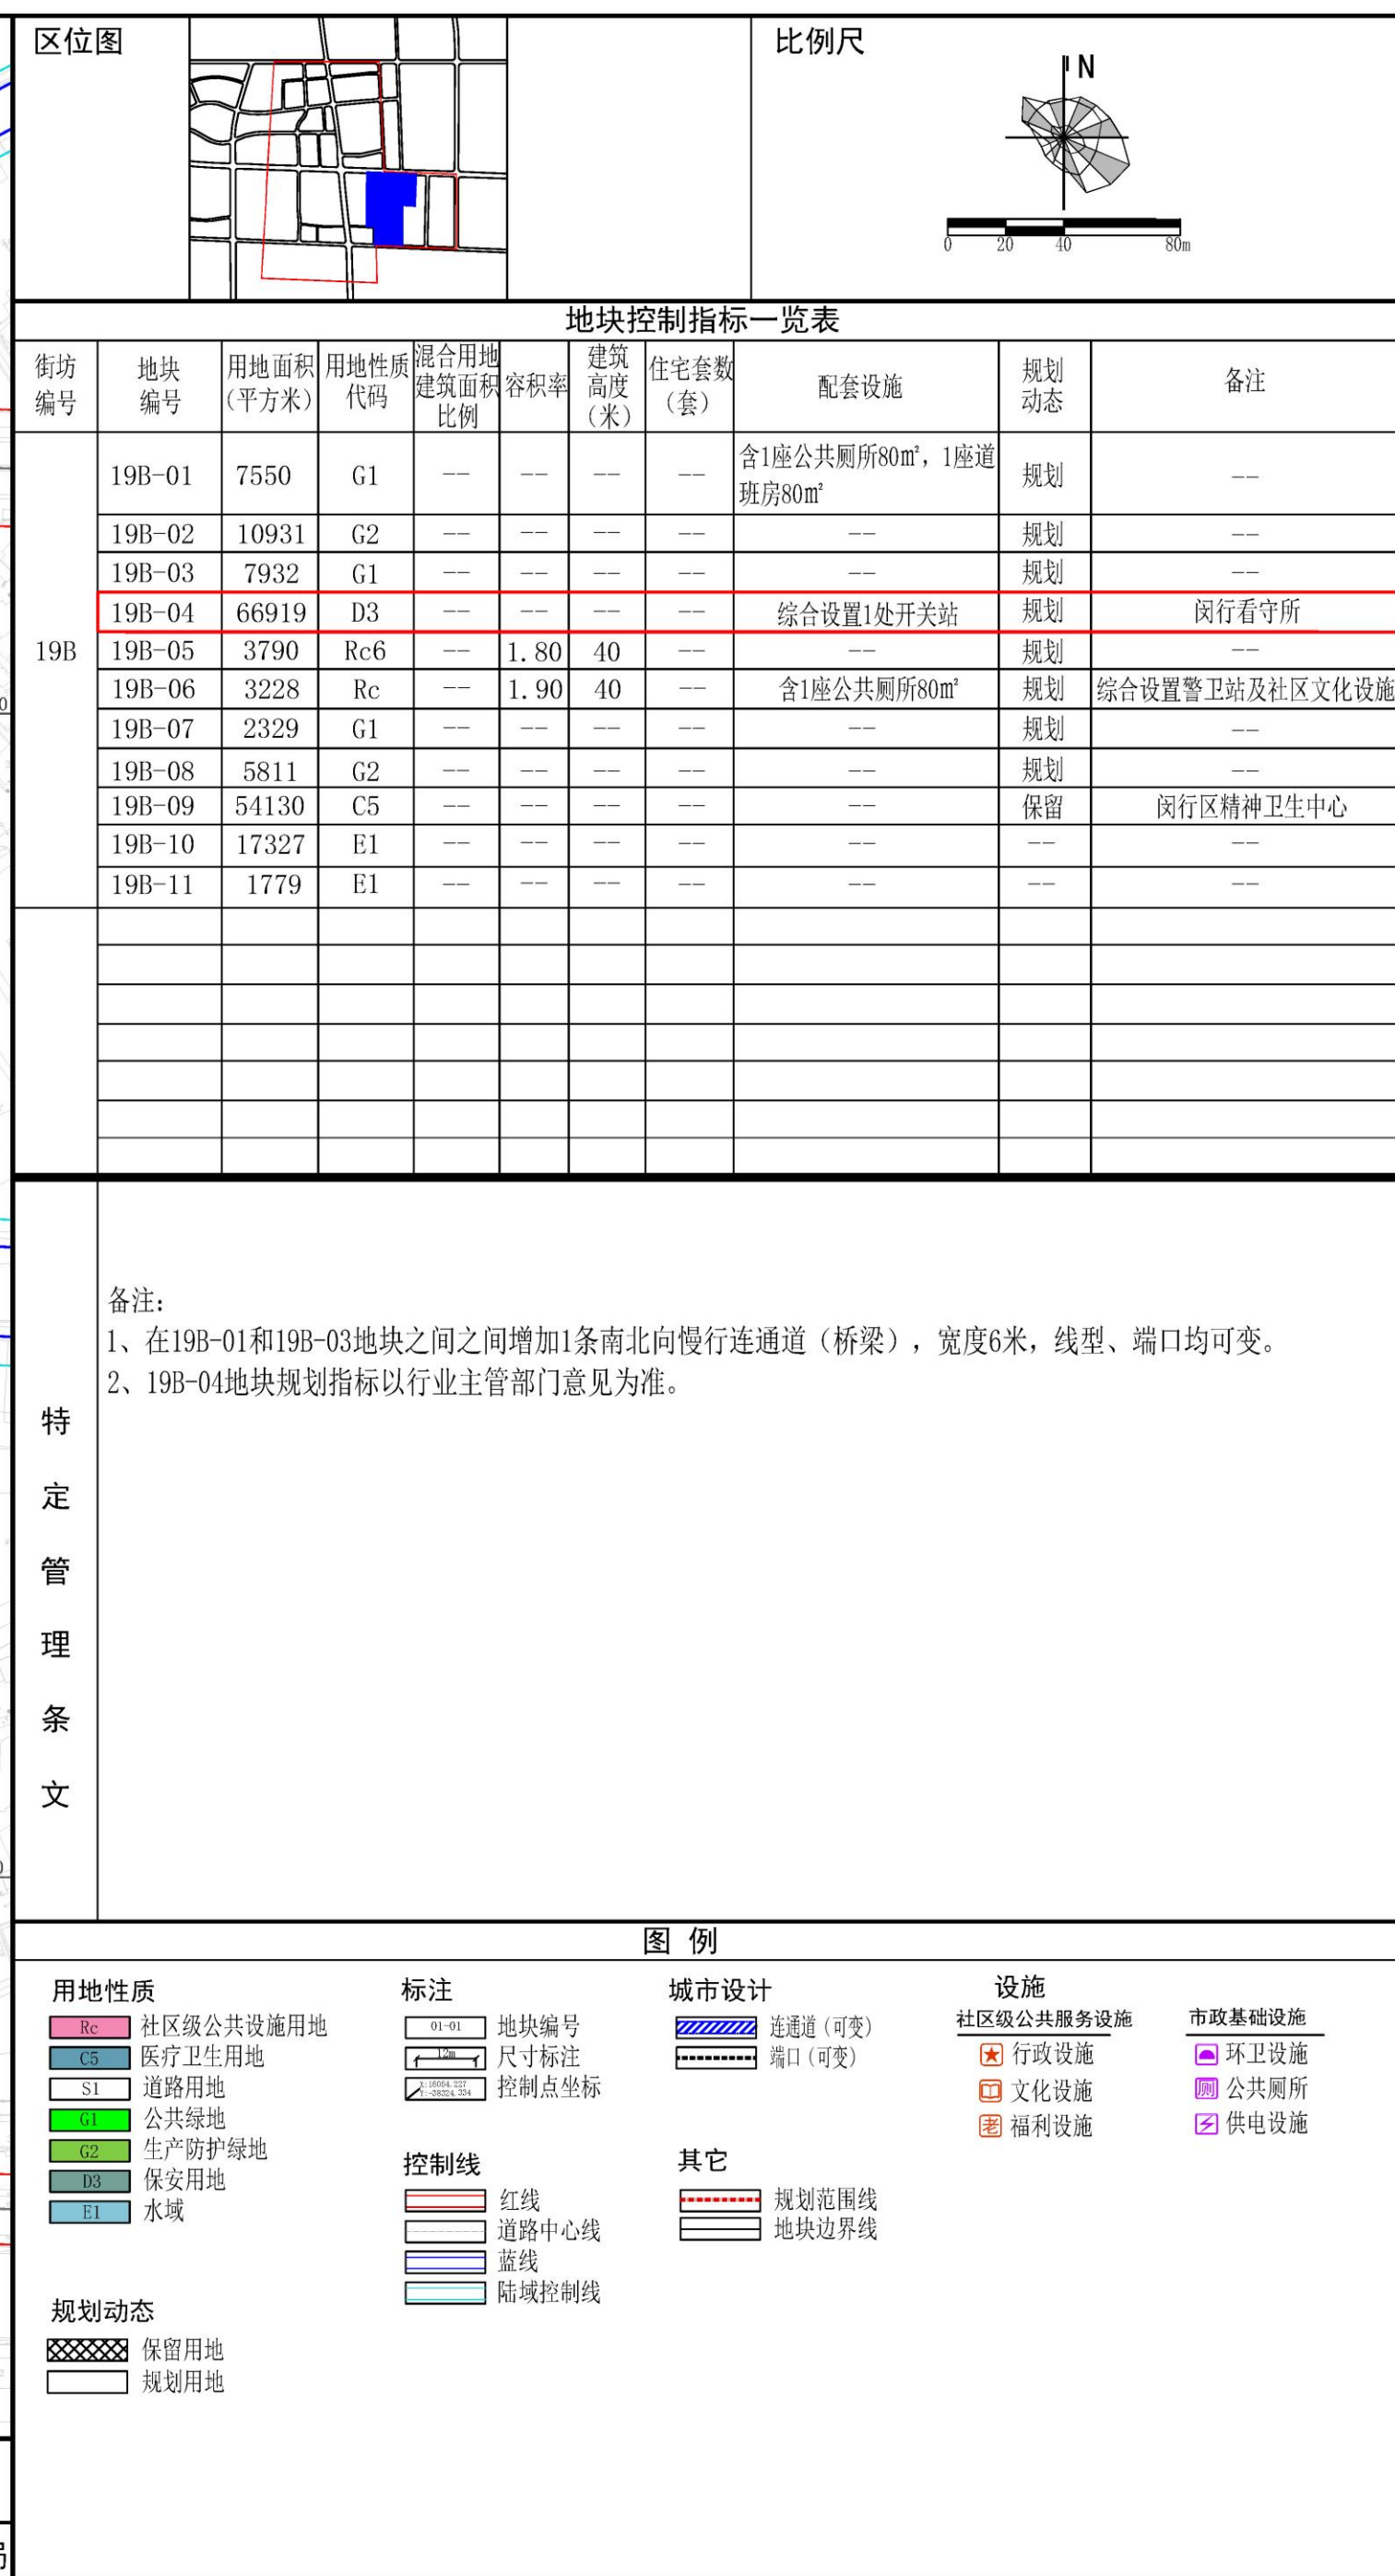 区位图
比例尺
N
0 20 40 80m
地块控制指标一览表
街坊编号 地块编号 用地面积(平方米) 用地性质代码 混合用地建筑面积比例 容积率 建筑高度(米) 住宅套数(套) 配套设施 规划动态 备注
19B
19B-01 7550 G1 -- -- -- -- 含1座公共厕所80㎡，1座道班房80㎡ 规划 --
19B-02 10931 G2 -- -- -- -- -- 规划 --
19B-03 7932 G1 -- -- -- -- -- 规划 --
19B-04 66919 D3 -- -- -- -- 综合设置1处开关站 规划 闵行看守所
19B-05 3790 Rc6 -- 1.80 40 -- -- 规划 --
19B-06 3228 Rc -- 1.90 40 -- 含1座公共厕所80㎡ 规划 综合设置警卫站及社区文化设施
19B-07 2329 G1 -- -- -- -- -- 规划 --
19B-08 5811 G2 -- -- -- -- -- 规划 --
19B-09 54130 C5 -- -- -- -- -- 保留 闵行区精神卫生中心
19B-10 17327 E1 -- -- -- -- -- -- --
19B-11 1779 E1 -- -- -- -- -- -- --
特定管理条文
备注：
1、在19B-01和19B-03地块之间之间增加1条南北向慢行连通道（桥梁），宽度6米，线型、端口均可变。
2、19B-04地块规划指标以行业主管部门意见为准。
图 例
用地性质
Rc 社区级公共设施用地
C5 医疗卫生用地
S1 道路用地
G1 公共绿地
G2 生产防护绿地
D3 保安用地
E1 水域
规划动态
保留用地
规划用地
标注
01-01 地块编号
12m 尺寸标注
控制点坐标
控制线
红线
道路中心线
蓝线
陆域控制线
城市设计
连通道（可变）
端口（可变）
其它
规划范围线
地块边界线
设施
社区级公共服务设施
行政设施
文化设施
老 福利设施
市政基础设施
环卫设施
厕 公共厕所
供电设施